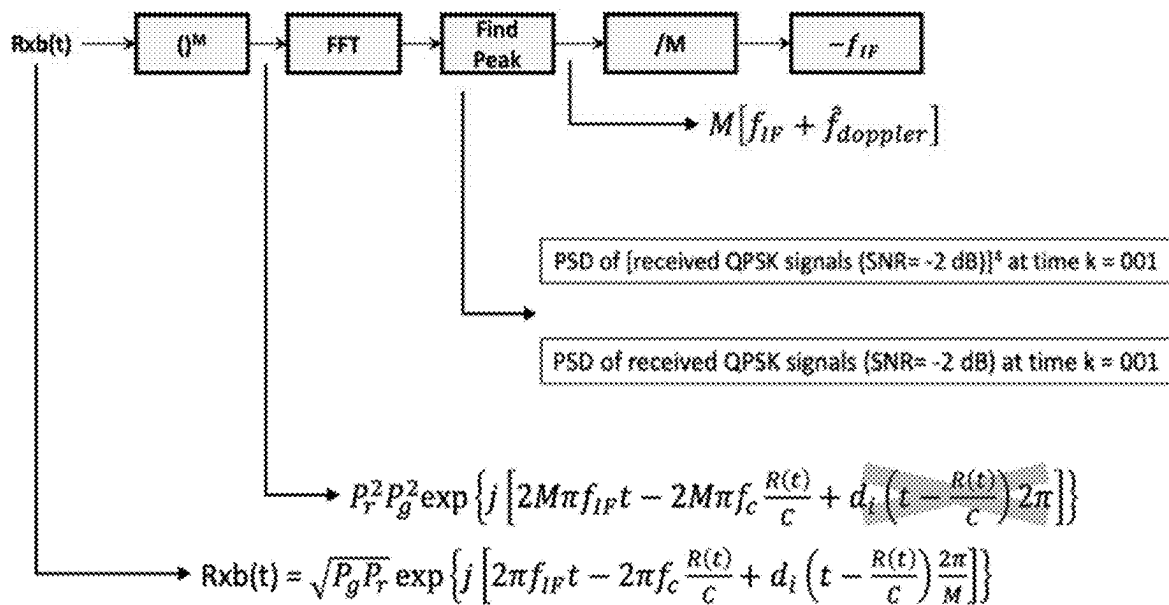 Rxb(t)
()ᴹ
FFT
Find
Peak
/M
−f_IF
M[f_IF + f̂_doppler]
PSD of [received QPSK signals (SNR= -2 dB)]⁴ at time k = 001
PSD of received QPSK signals (SNR= -2 dB) at time k = 001
P_r^2 P_g^2 exp {j [2Mπf_IF t − 2Mπf_c R(t)/C + d_i (t − R(t)/C) 2π]}
Rxb(t) = √(P_g P_r) exp {j [2πf_IF t − 2πf_c R(t)/C + d_i (t − R(t)/C) 2π/M]}